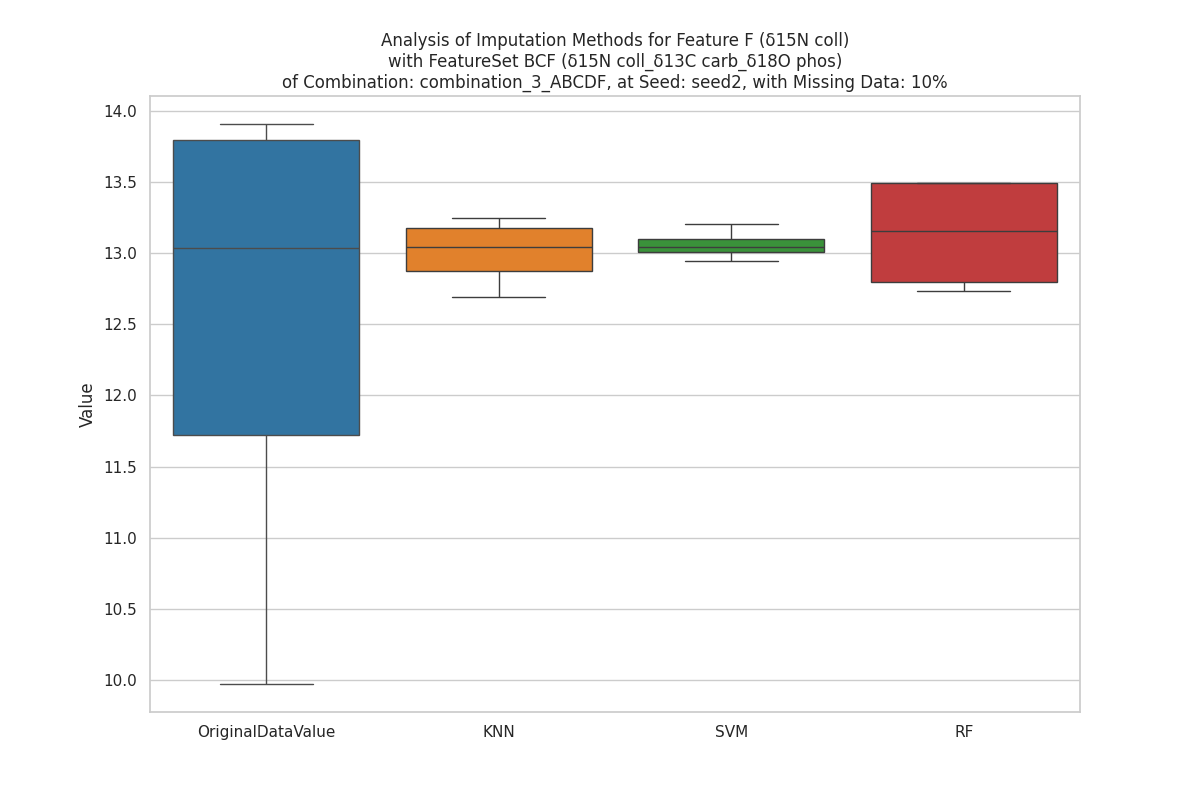 Analysis of Imputation Methods for Feature F (δ15N coll)
with FeatureSet BCF (δ15N coll_δ13C carb_δ18O phos)
of Combination: combination_3_ABCDF, at Seed: seed2, with Missing Data: 10%
14.0
13.5
13.0
12.5
12.0
11.5
11.0
10.5
10.0
Value
OriginalDataValue
KNN
SVM
RF